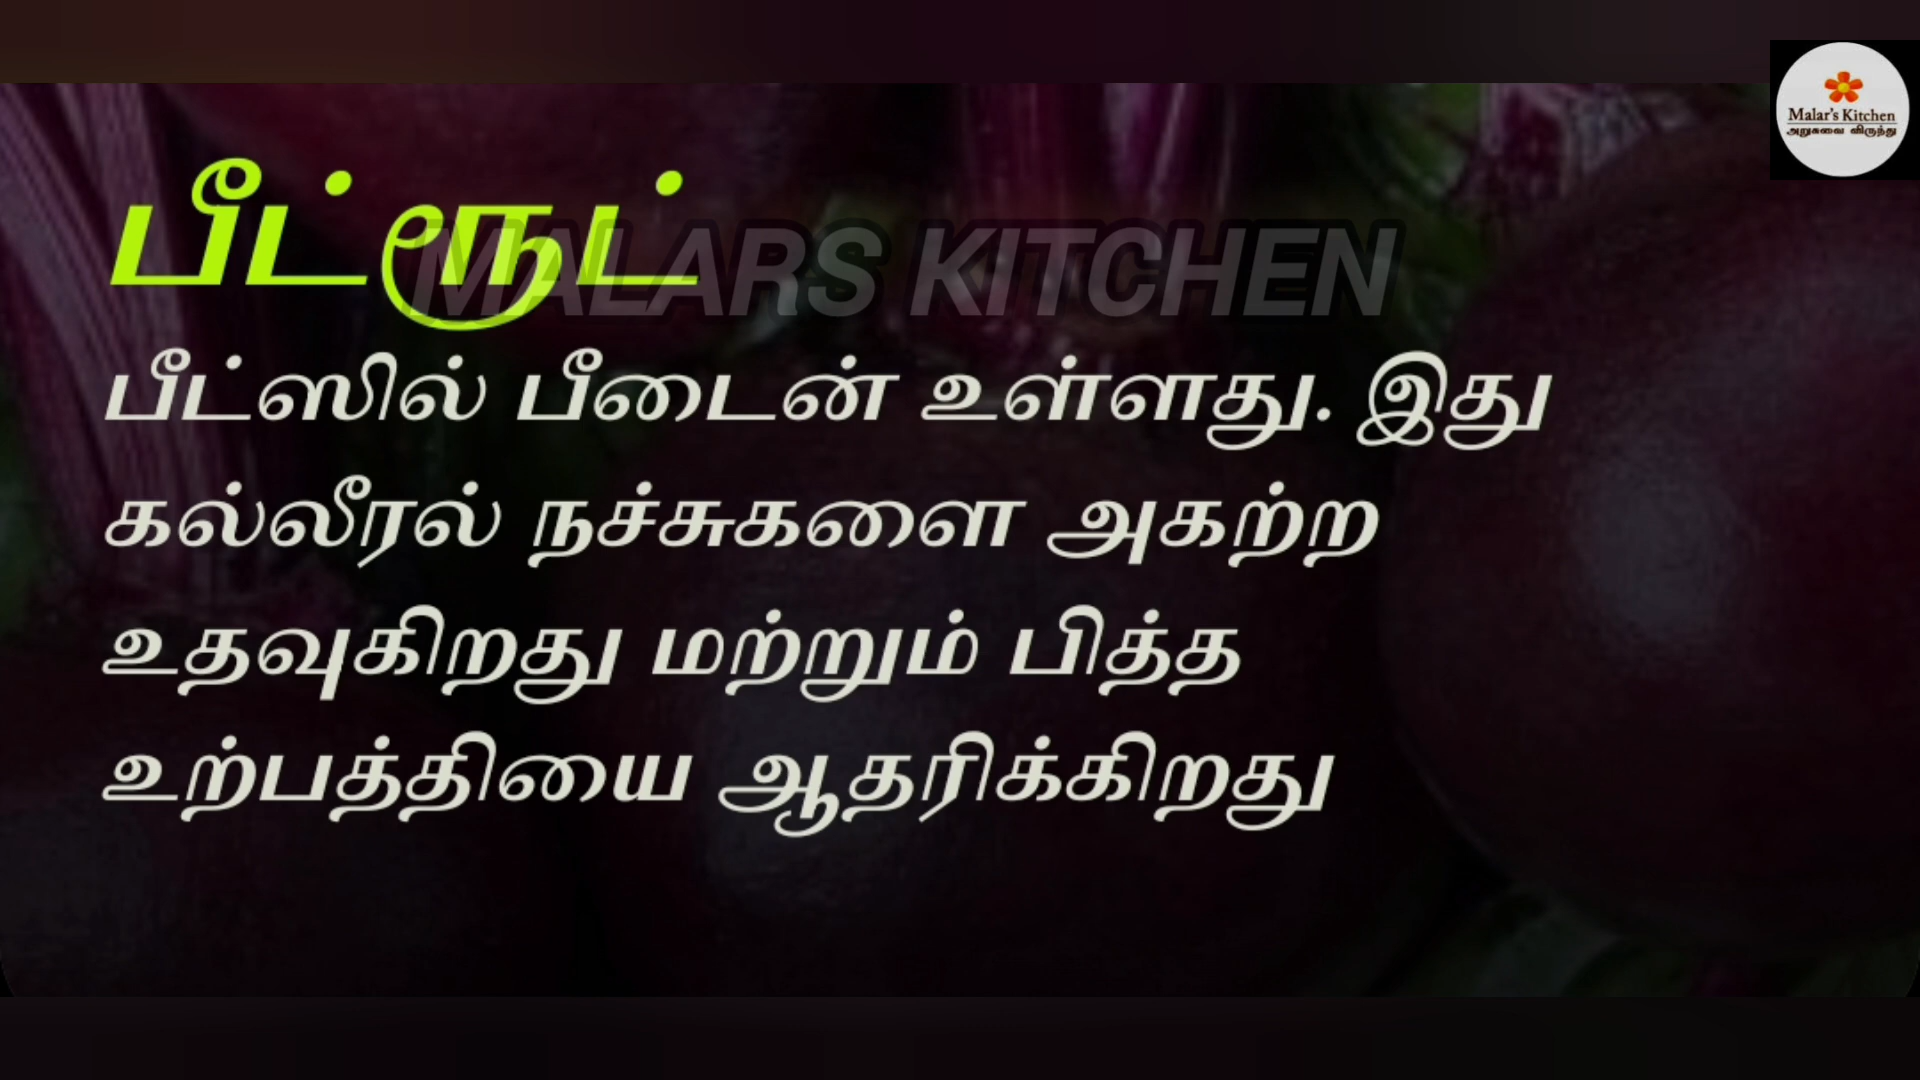 Malar's Kitchen
அறுசுவை விருந்து
பீட்ரூட்
MALARS KITCHEN
பீட்ஸில் பீடைன் உள்ளது. இது
கல்லீரல் நச்சுகளை அகற்ற
உதவுகிறது மற்றும் பித்த
உற்பத்தியை ஆதரிக்கிறது